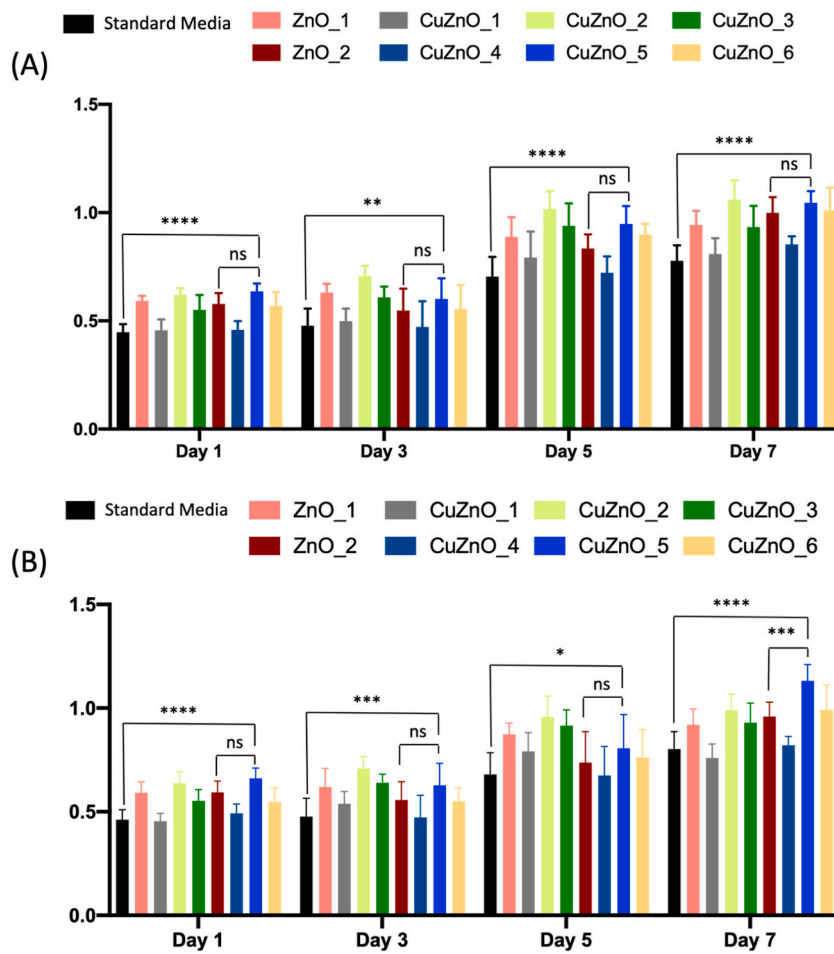 Standard Media ZnO_1 CuZnO_1 CuZnO_2 CuZnO_3
ZnO_2 CuZnO_4 CuZnO_5 CuZnO_6
(A)
1.5
1.0
0.5
0.0
**** ns
** ns
**** ns
**** ns
Day 1 Day 3 Day 5 Day 7
Standard Media ZnO_1 CuZnO_1 CuZnO_2 CuZnO_3
ZnO_2 CuZnO_4 CuZnO_5 CuZnO_6
(B)
1.5
1.0
0.5
0.0
**** ns
*** ns
* ns
**** ***
Day 1 Day 3 Day 5 Day 7